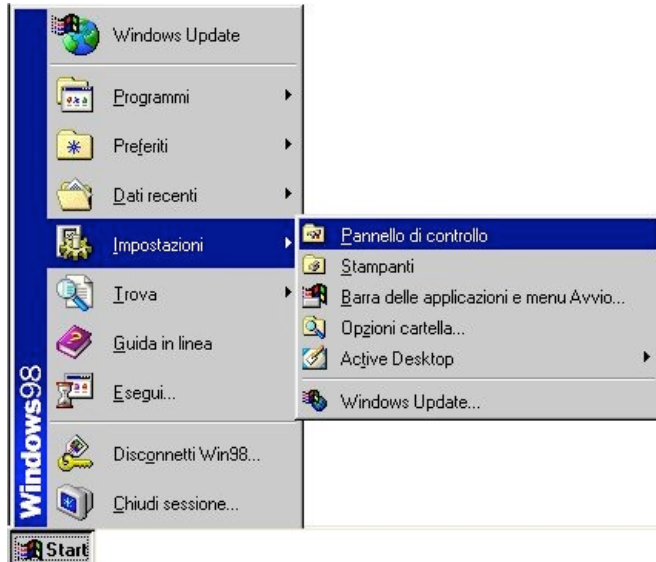 Windows Update
Programmi
Preferiti
Dati recenti
Impostazioni
Trova
Guida in linea
Esegui...
Disconnetti Win98...
Chiudi sessione...
Windows98
Pannello di controllo
Stampanti
Barra delle applicazioni e menu Avvio...
Opzioni cartella...
Active Desktop
Windows Update...
Start